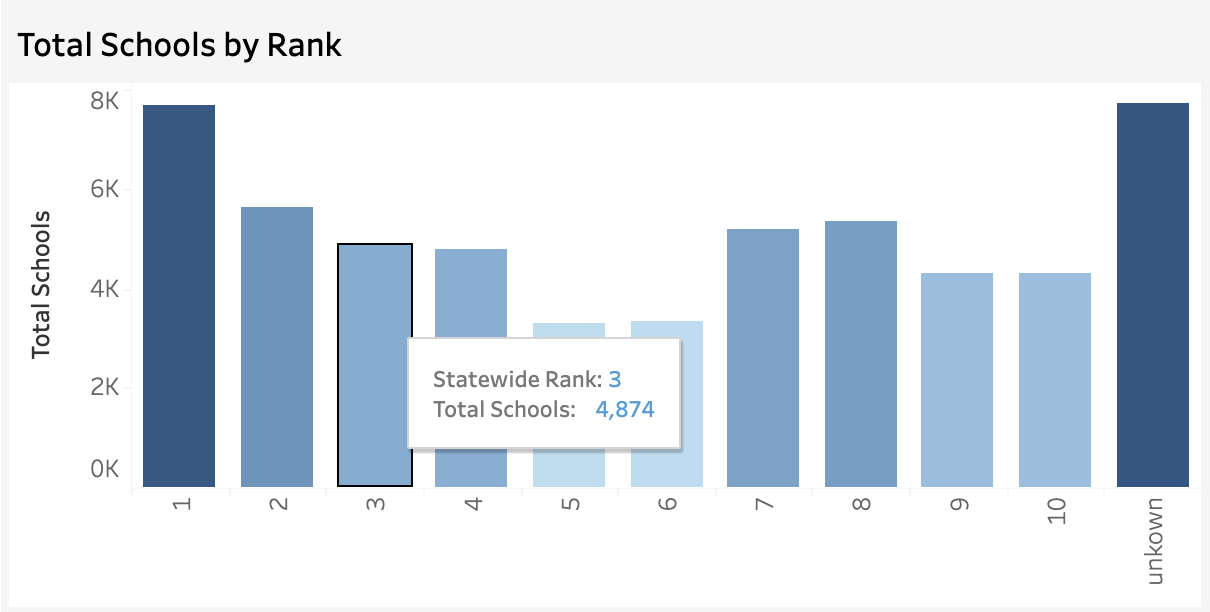 Total Schools by Rank
8K
6K
4K
2K
0K
Total Schools
Statewide Rank: 3
Total Schools: 4,874
1
2
3
4
5
6
7
8
9
10
unkown